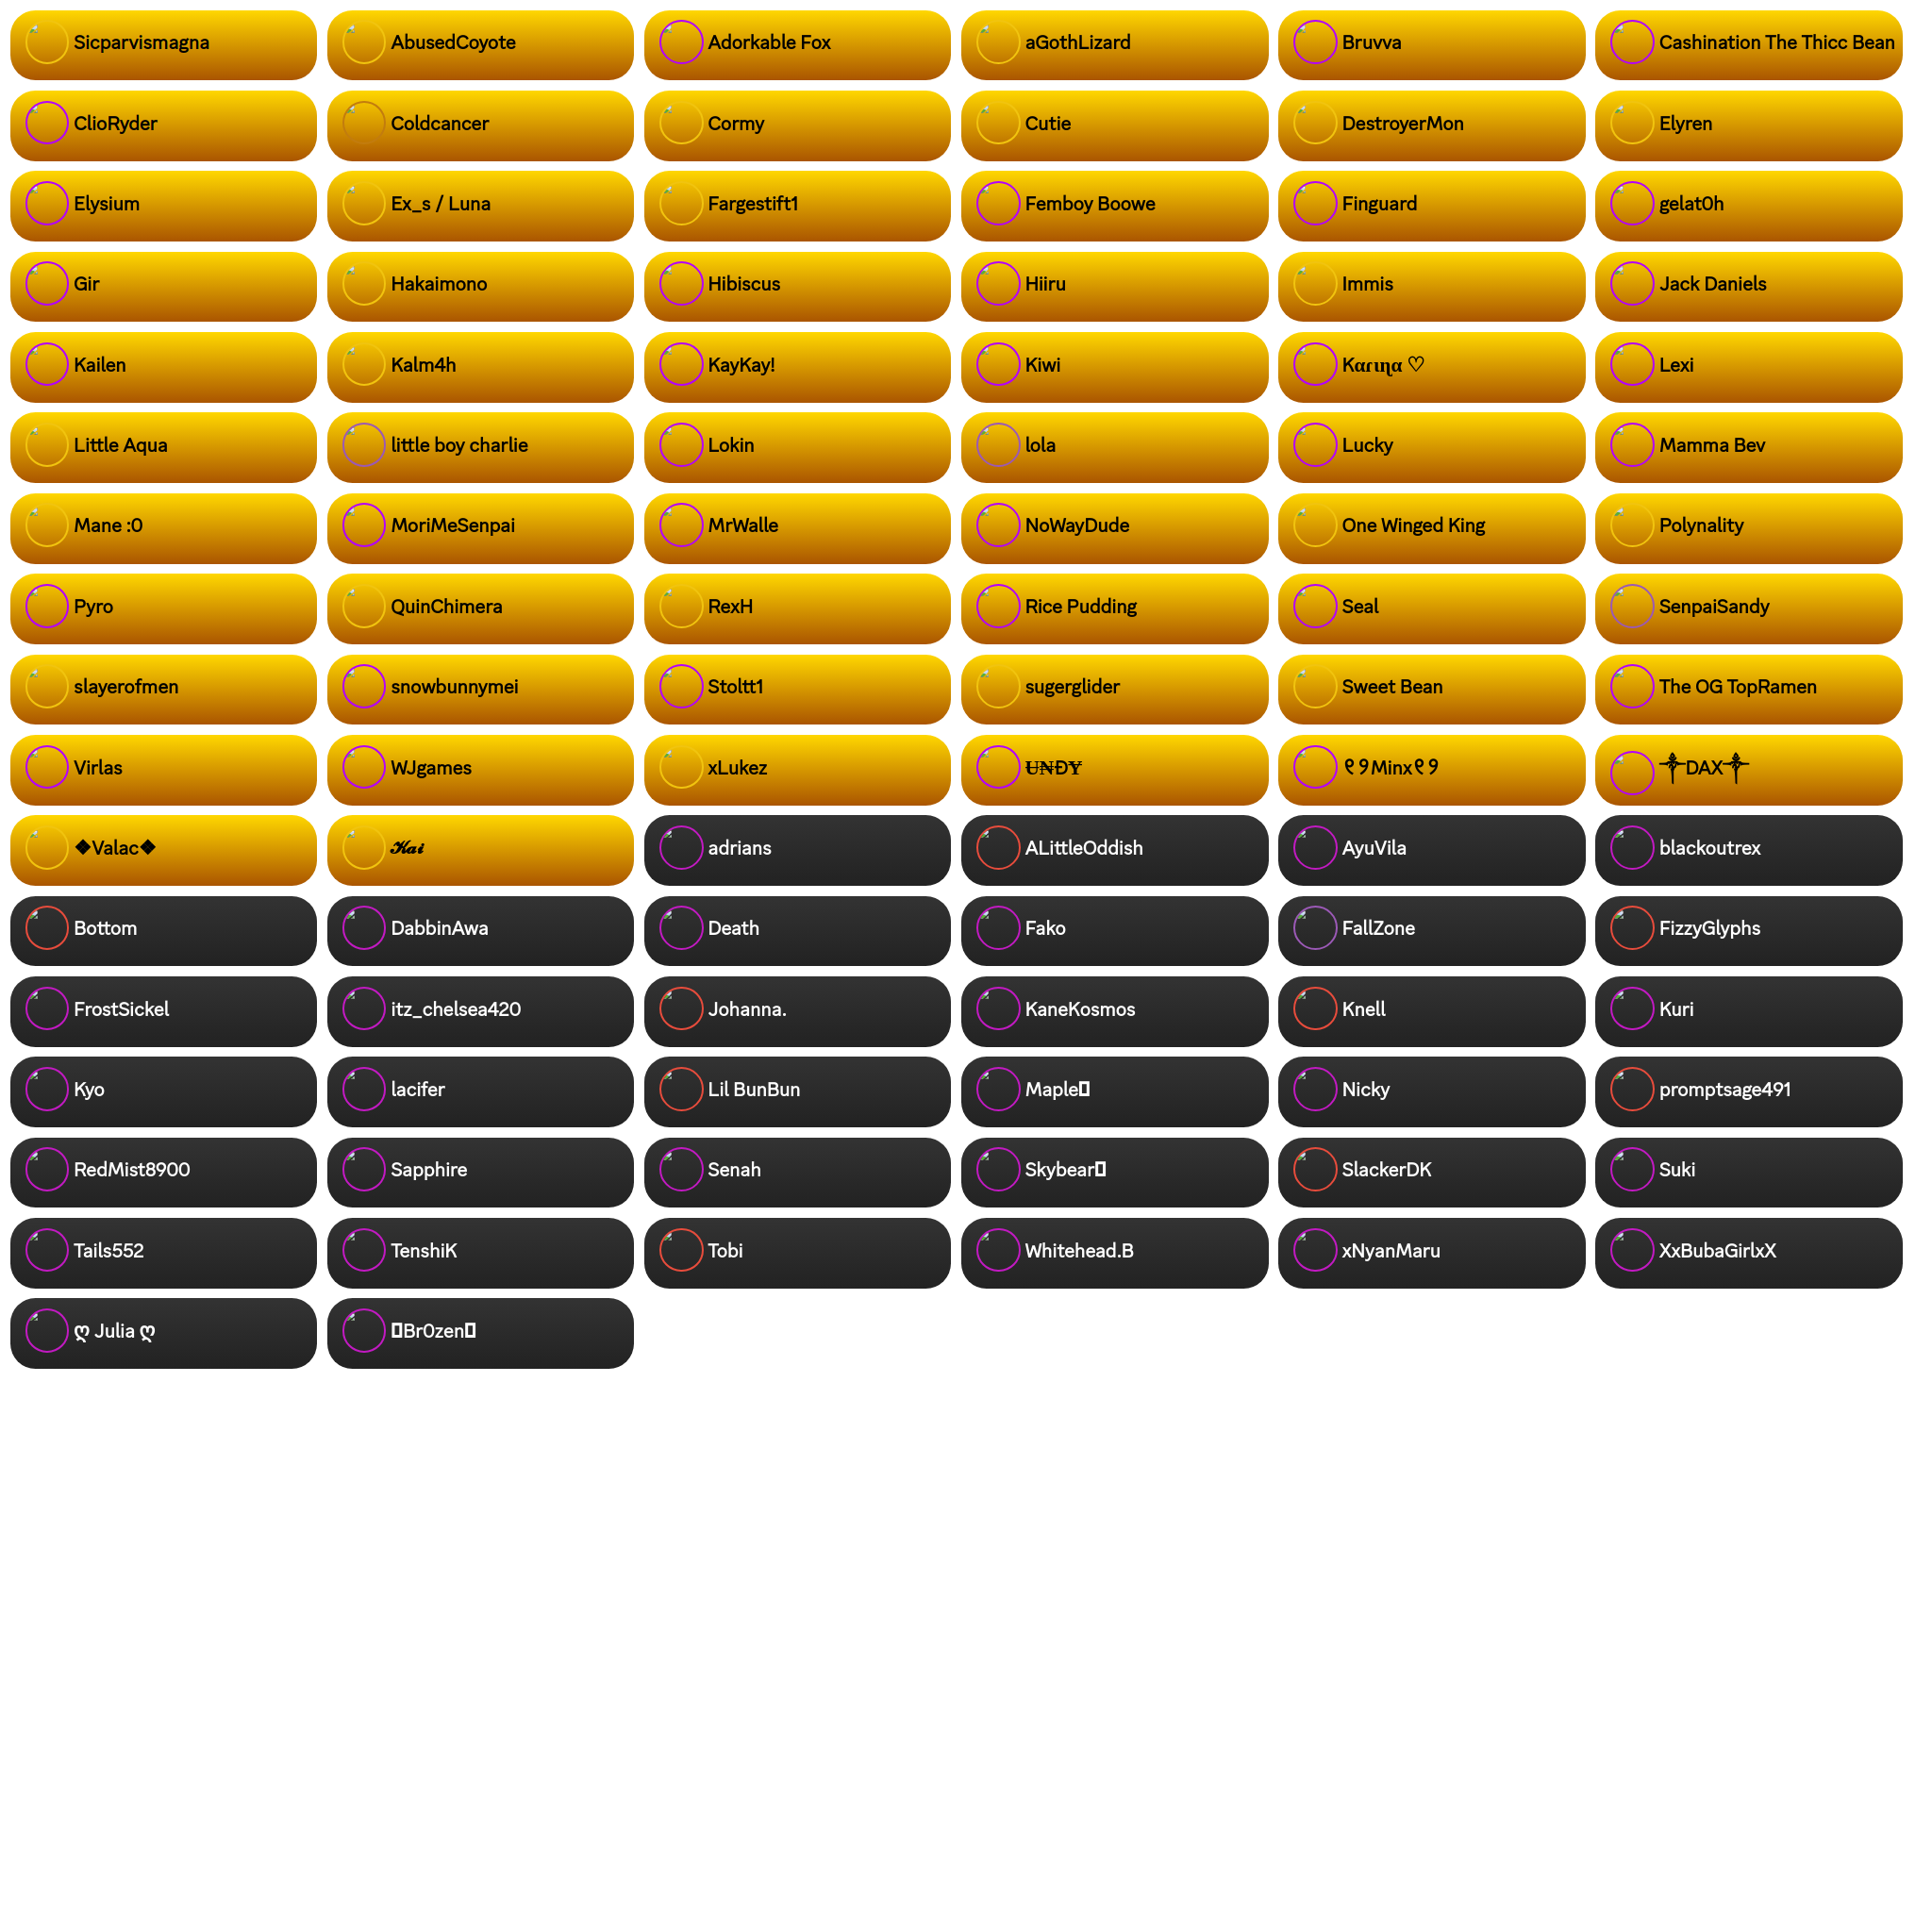 Sicparvismagna
AbusedCoyote
Adorkable Fox
aGothLizard
Bruvva
Cashination The Thicc Bean
ClioRyder
Coldcancer
Cormy
Cutie
DestroyerMon
Elyren
Elysium
Ex_s / Luna
Fargestift1
Femboy Boowe
Finguard
gelat0h
Gir
Hakaimono
Hibiscus
Hiiru
Immis
Jack Daniels
Kailen
Kalm4h
KayKay!
Kiwi
Kαɾιɳα ♡
Lexi
Little Aqua
little boy charlie
Lokin
lola
Lucky
Mamma Bev
Mane :0
MoriMeSenpai
MrWalle
NoWayDude
One Winged King
Polynality
Pyro
QuinChimera
RexH
Rice Pudding
Seal
SenpaiSandy
slayerofmen
snowbunnymei
Stoltt1
sugerglider
Sweet Bean
The OG TopRamen
Virlas
WJgames
xLukez
U̶₦ĐɎ
୧୨Minx୧୨
⚜DAX⚜
◆Valac◆
𝓚𝓪𝓲
adrians
ALittleOddish
AyuVila
blackoutrex
Bottom
DabbinAwa
Death
Fako
FallZone
FizzyGlyphs
FrostSickel
itz_chelsea420
Johanna.
KaneKosmos
Knell
Kuri
Kyo
lacifer
Lil BunBun
Maple
Nicky
promptsage491
RedMist8900
Sapphire
Senah
Skybear
SlackerDK
Suki
Tails552
TenshiK
Tobi
Whitehead.B
xNyanMaru
XxBubaGirlxX
ღ Julia ღ
Br0zen